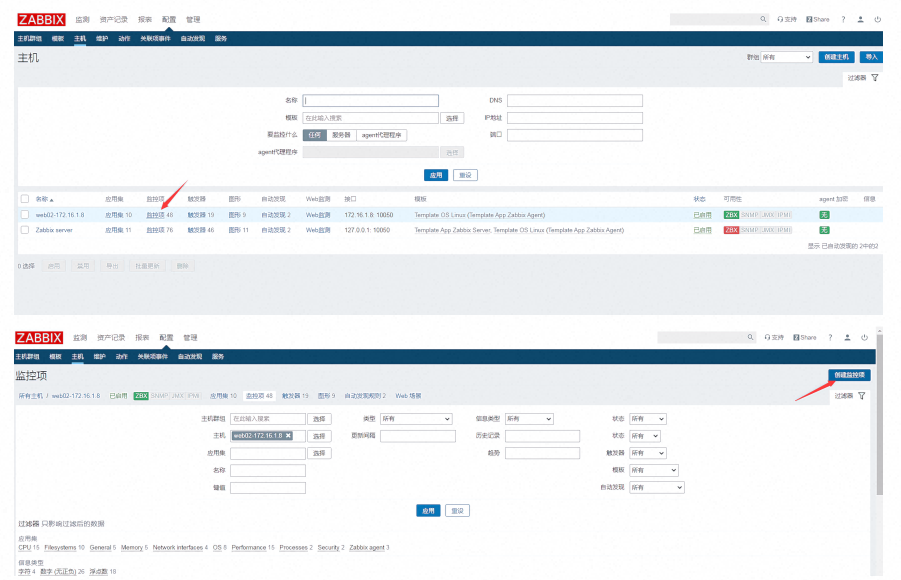 ZABBIX 监测 资产记录 报表 配置 管理 支持 Share ?
主机群组 模板 主机 维护 动作 关联项事件 自动发现 服务
主机 群组 所有 创建主机 导入
过滤器
名称 DNS
模板 在此输入搜索 选择 IP地址
要监控什么 任何 服务器 agent代理程序 端口
agent代理程序 选择
应用 重设
名称 应用集 监控项 触发器 图形 自动发现 Web监测 接口 模板 状态 可用性 agent 加密 信息
web02-172.16.1.8 应用集 10 监控项 48 触发器 19 图形 9 自动发现 2 Web监测 172.16.1.8: 10050 Template OS Linux (Template App Zabbix Agent) 已启用 ZBX SNMP JMX IPMI 无
Zabbix server 应用集 11 监控项 76 触发器 46 图形 11 自动发现 2 Web监测 127.0.0.1: 10050 Template App Zabbix Server, Template OS Linux (Template App Zabbix Agent) 已启用 ZBX SNMP JMX IPMI 无
显示 已自动发现的 2中的2
0 选择 启用 禁用 导出 批量更新 删除
ZABBIX 监测 资产记录 报表 配置 管理 支持 Share ?
主机群组 模板 主机 维护 动作 关联项事件 自动发现 服务
监控项 创建监控项
所有主机 / web02-172.16.1.8 已启用 ZBX SNMP JMX IPMI 应用集 10 监控项 48 触发器 19 图形 9 自动发现规则 2 Web 场景 过滤器
主机群组 在此输入搜索 选择 类型 所有 信息类型 所有 状态 所有
主机 web02-172.16.1.8 选择 更新间隔 历史记录 状态 所有
应用集 选择 趋势 触发器 所有
名称 模板 所有
键值 自动发现 所有
应用 重设
过滤器 只影响过滤后的数据
应用集
CPU 15 Filesystems 10 General 5 Memory 5 Network interfaces 4 OS 8 Performance 15 Processes 2 Security 2 Zabbix agent 3
信息类型
字符 4 数字 (无正负) 26 浮点数 18